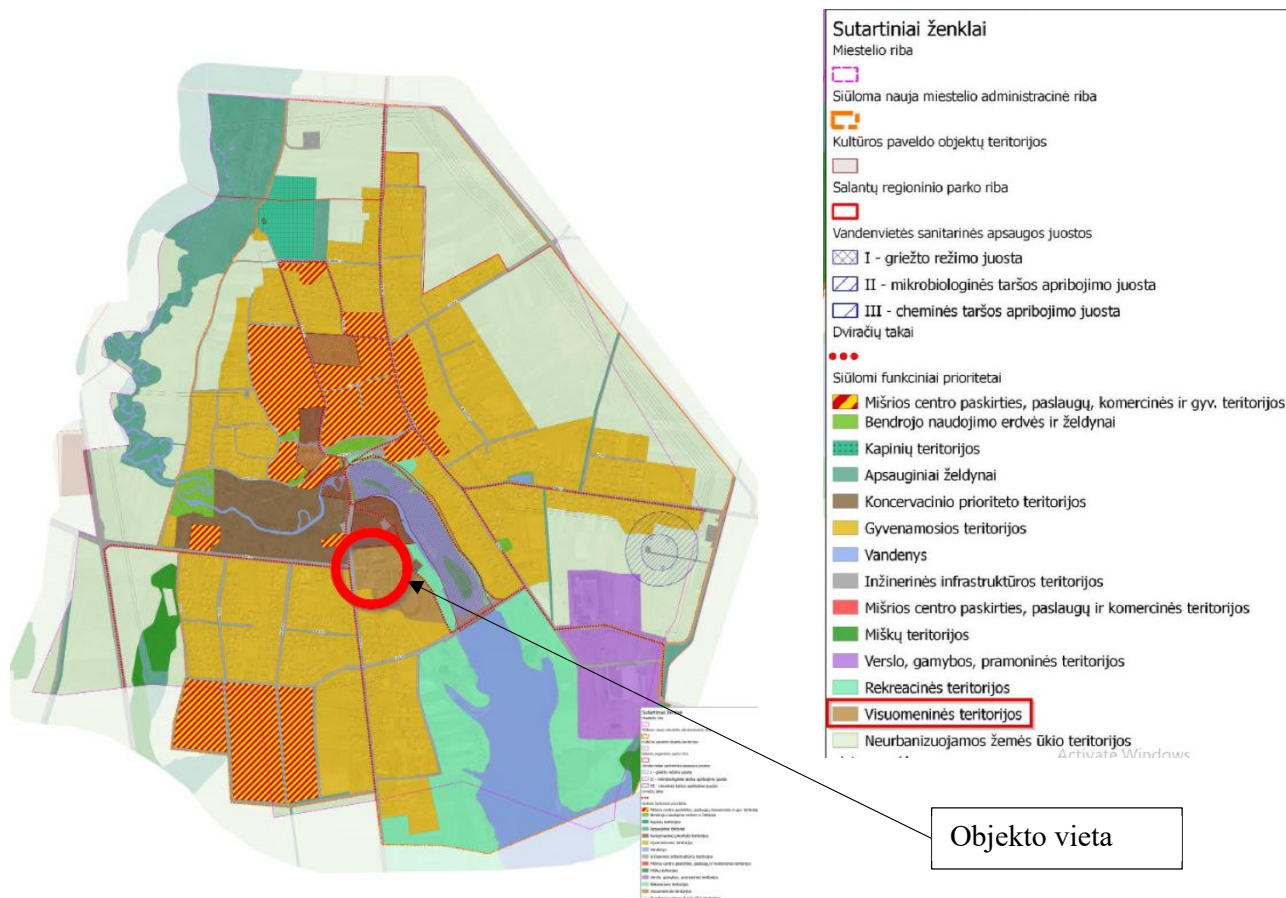 Sutartiniai ženklai
Miestelio riba
Siūloma nauja miestelio administracinė riba
Kultūros paveldo objektų teritorijos
Salantų regioninio parko riba
Vandenvietės sanitarinės apsaugos juostos
I - griežto režimo juosta
II - mikrobiologinės taršos apribojimo juosta
III - cheminės taršos apribojimo juosta
Dviračių takai
Siūlomi funkciniai prioritetai
Mišrios centro paskirties, paslaugų, komercinės ir gyv. teritorijos
Bendrojo naudojimo erdvės ir želdynai
Kapinių teritorijos
Apsauginiai želdynai
Koncervacinio prioriteto teritorijos
Gyvenamosios teritorijos
Vandenys
Inžinerinės infrastruktūros teritorijos
Mišrios centro paskirties, paslaugų ir komercinės teritorijos
Miškų teritorijos
Verslo, gamybos, pramoninės teritorijos
Rekreacinės teritorijos
Visuomeninės teritorijos
Neurbanizuojamos žemės ūkio teritorijos
Activate Windows
Objekto vieta